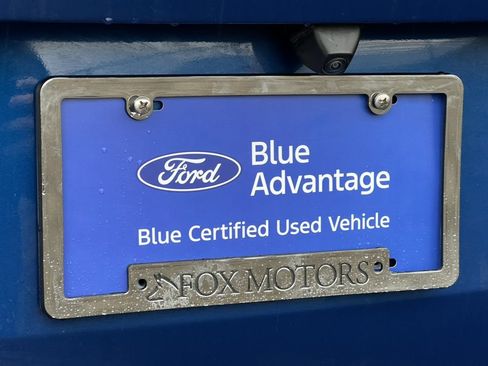 Ford
Blue
Advantage
Blue Certified Used Vehicle
FOX MOTORS